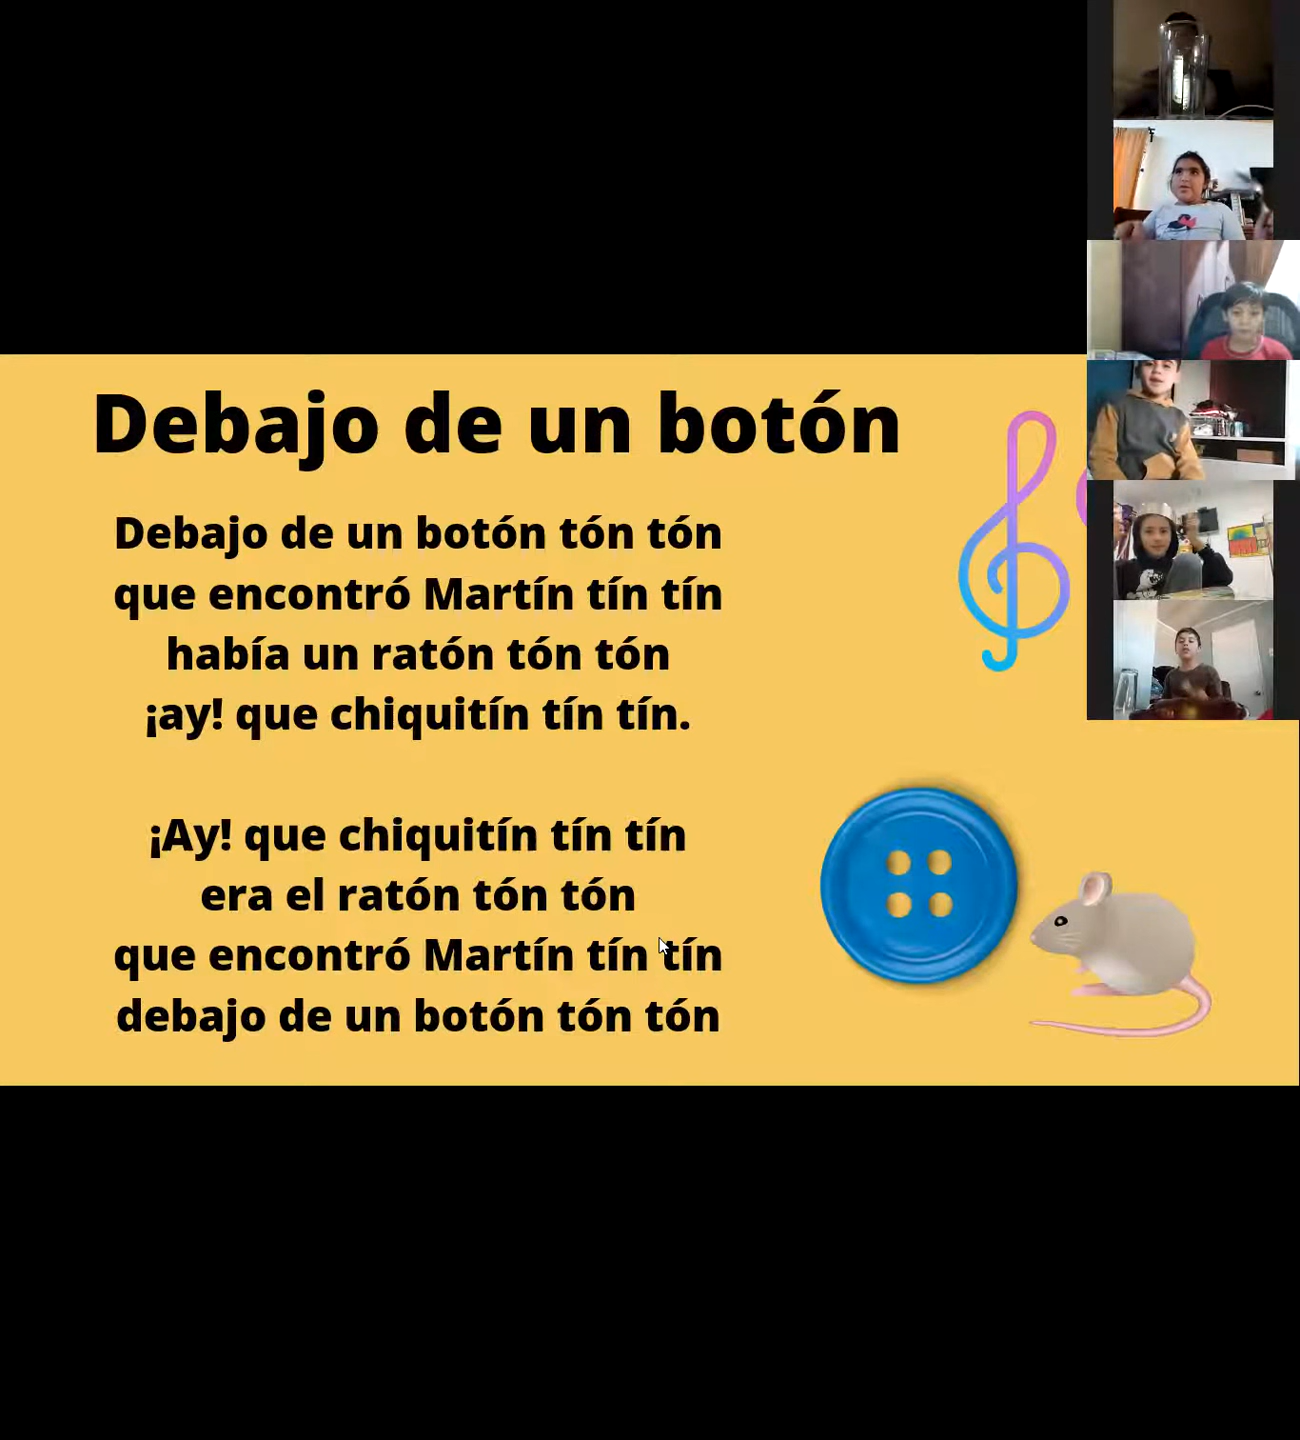 Debajo de un botón
Debajo de un botón tón tón
que encontró Martín tín tín
había un ratón tón tón
¡ay! que chiquitín tín tín.
¡Ay! que chiquitín tín tín
era el ratón tón tón
que encontró Martín tín tín
debajo de un botón tón tón